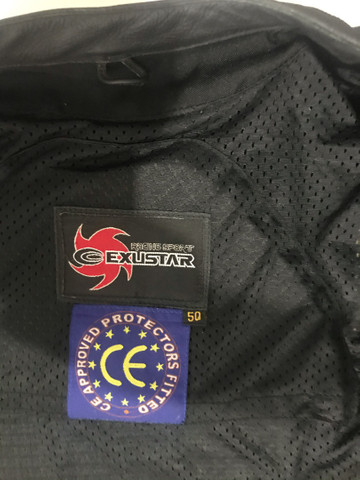 RACING SPORT
EXUSTAR
50
CE APPROVED PROTECTORS FITTED
CE